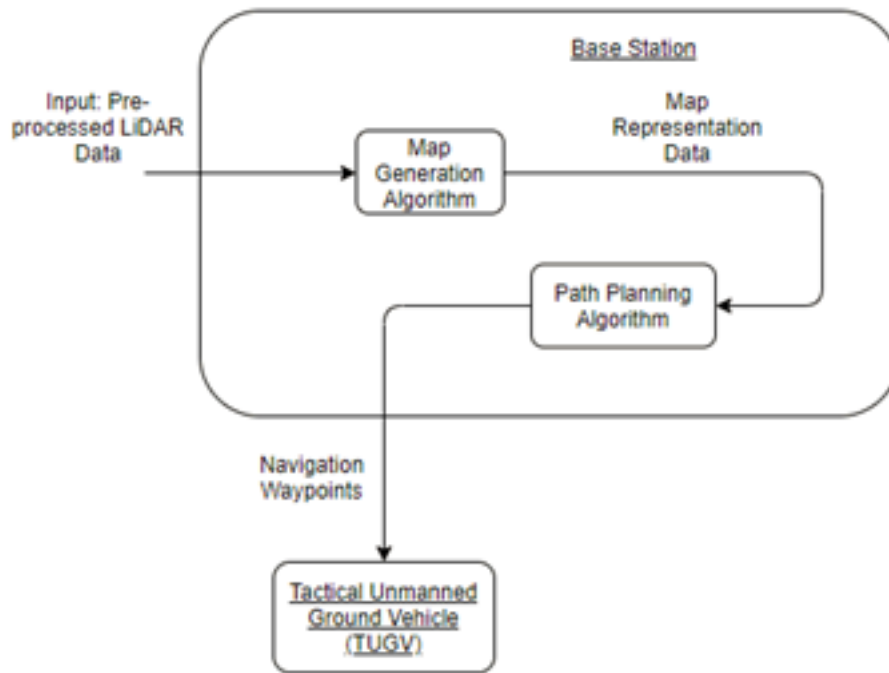 Base Station
Input: Pre-
processed LiDAR
Data
Map
Representation
Data
Map
Generation
Algorithm
Path Planning
Algorithm
Navigation
Waypoints
Tactical Unmanned
Ground Vehicle
(TUGV)